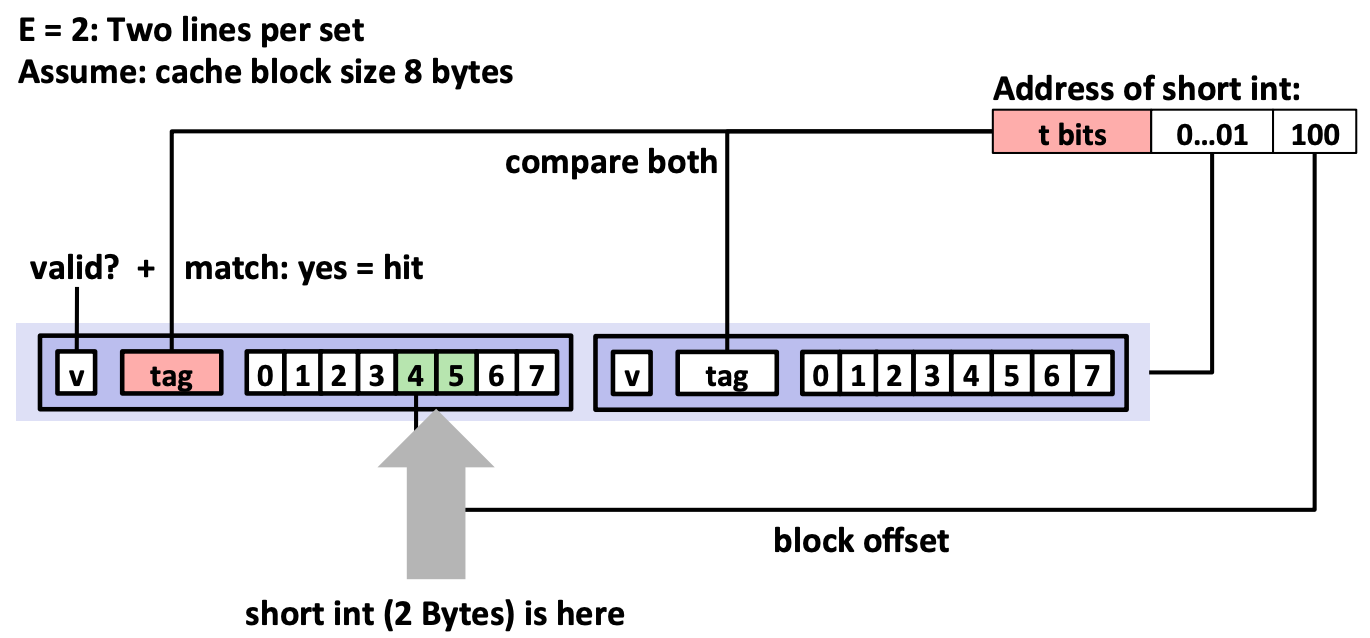 E = 2: Two lines per set
Assume: cache block size 8 bytes
Address of short int:
t bits 0...01 100
compare both
valid? + match: yes = hit
v tag 0 1 2 3 4 5 6 7 v tag 0 1 2 3 4 5 6 7
block offset
short int (2 Bytes) is here